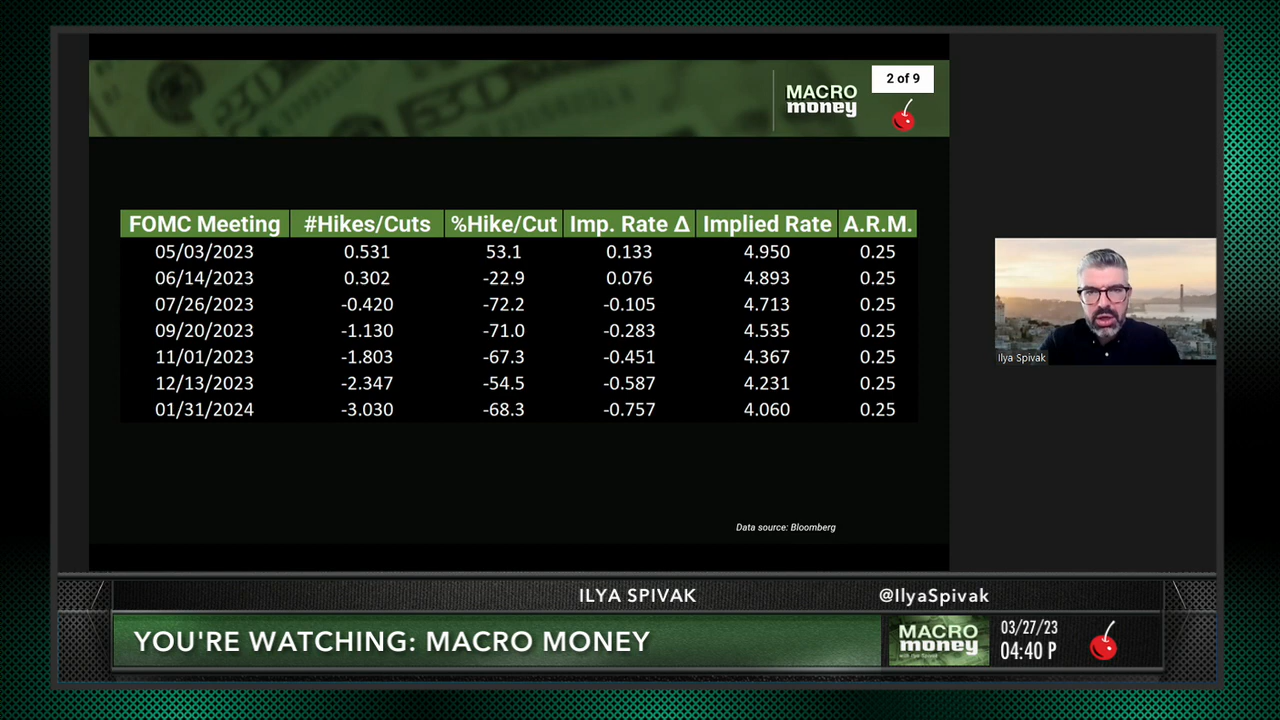 MACRO
money
2 of 9
FOMC Meeting #Hikes/Cuts %Hike/Cut Imp. Rate Δ Implied Rate A.R.M.
05/03/2023 0.531 53.1 0.133 4.950 0.25
06/14/2023 0.302 -22.9 0.076 4.893 0.25
07/26/2023 -0.420 -72.2 -0.105 4.713 0.25
09/20/2023 -1.130 -71.0 -0.283 4.535 0.25
11/01/2023 -1.803 -67.3 -0.451 4.367 0.25
12/13/2023 -2.347 -54.5 -0.587 4.231 0.25
01/31/2024 -3.030 -68.3 -0.757 4.060 0.25
Data source: Bloomberg
Ilya Spivak
ILYA SPIVAK @IlyaSpivak
YOU'RE WATCHING: MACRO MONEY
MACRO
money
with Ilya Spivak
03/27/23
04:40 P